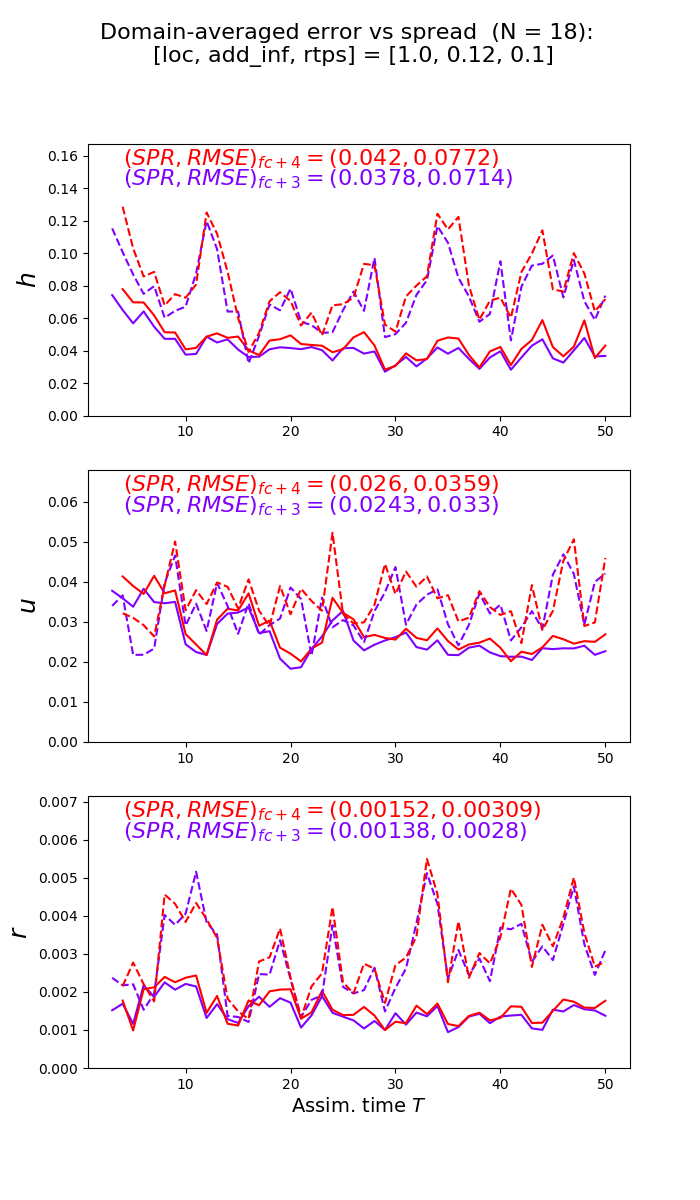 Domain-averaged error vs spread (N = 18):
[loc, add_inf, rtps] = [1.0, 0.12, 0.1]
(SPR, RMSE)fc+4 = (0.042, 0.0772)
(SPR, RMSE)fc+3 = (0.0378, 0.0714)
0.16
0.14
0.12
0.10
0.08
0.06
0.04
0.02
0.00
h
10 20 30 40 50
(SPR, RMSE)fc+4 = (0.026, 0.0359)
(SPR, RMSE)fc+3 = (0.0243, 0.033)
0.06
0.05
0.04
0.03
0.02
0.01
0.00
u
10 20 30 40 50
(SPR, RMSE)fc+4 = (0.00152, 0.00309)
(SPR, RMSE)fc+3 = (0.00138, 0.0028)
0.007
0.006
0.005
0.004
0.003
0.002
0.001
0.000
r
10 20 30 40 50
Assim. time T